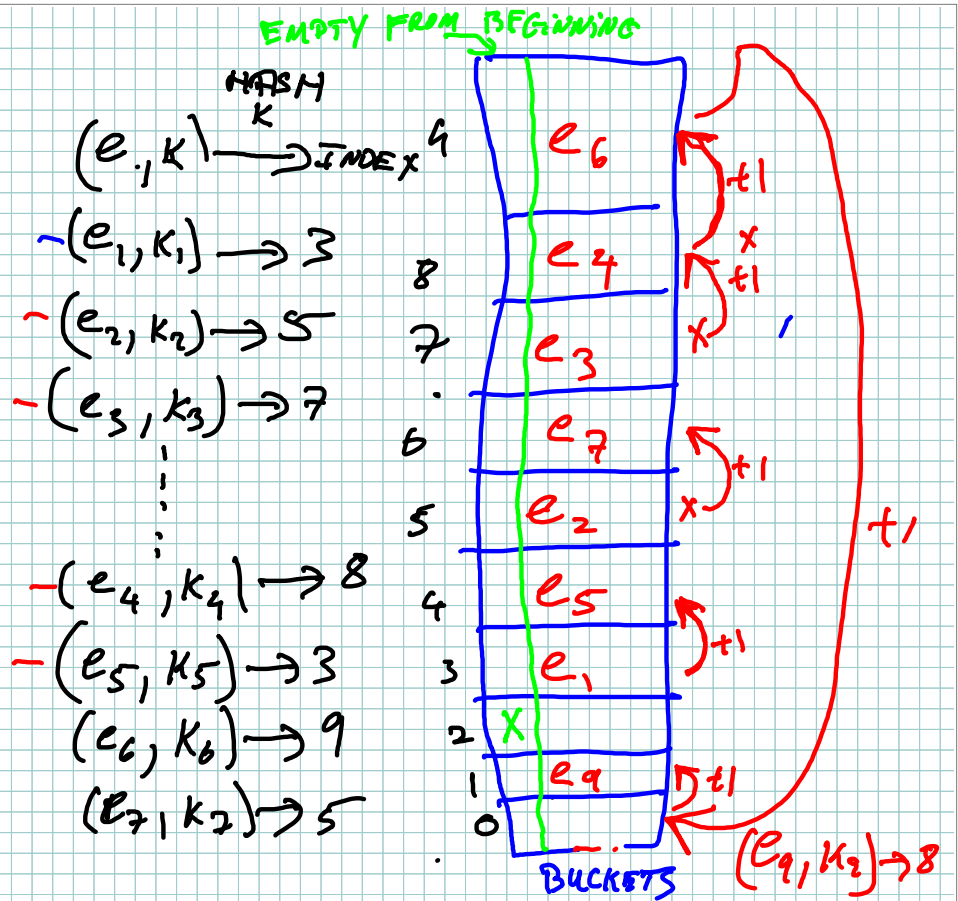 EMPTY FROM BEGINNING
HASH
K
(e., K) → INDEX
(e1, K1) → 3
(e2, K2) → 5
(e3, K3) → 7
(e4, K4) → 8
(e5, K5) → 3
(e6, K6) → 9
(e7, K7) → 5
9
8
7
6
5
4
3
2
1
0
e6
e4
e3
e7
e2
e5
e1
X
e9
BUCKETS
+1
X
+1
X
+1
X
+1
+1
+1
(e9, K9) → 8